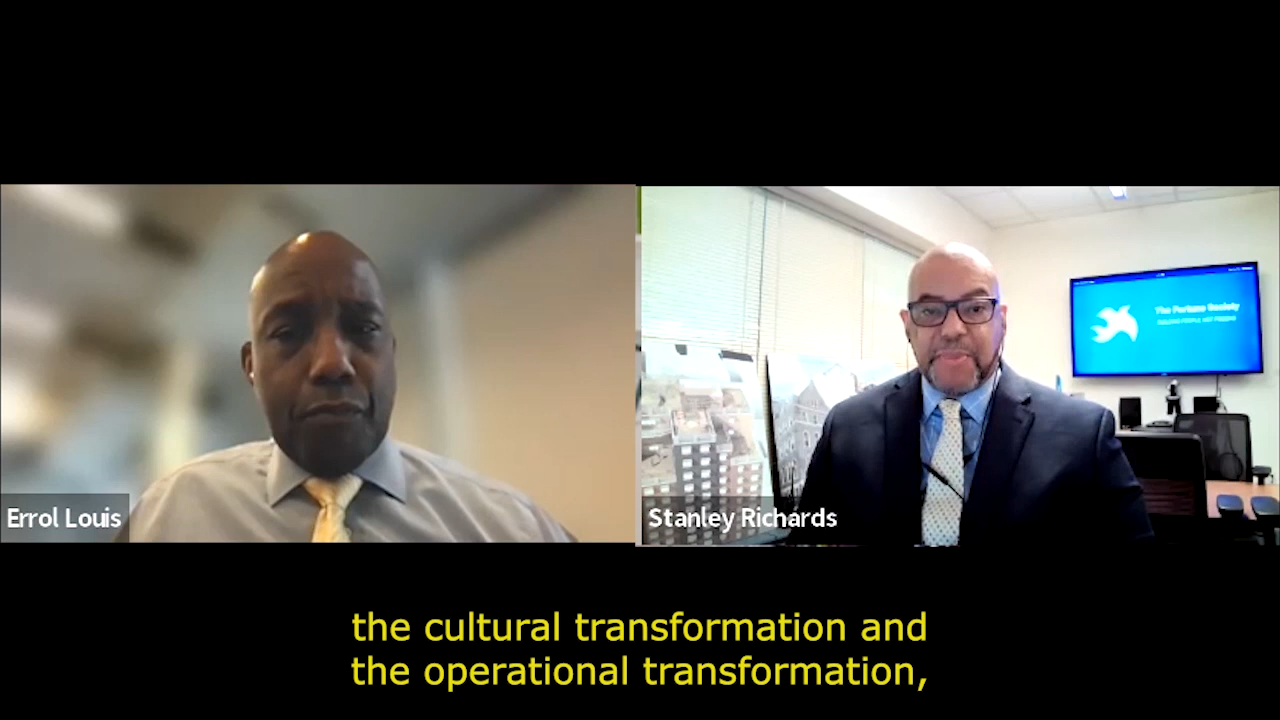 The Fortune Society
Errol Louis
Stanley Richards
the cultural transformation and
the operational transformation,